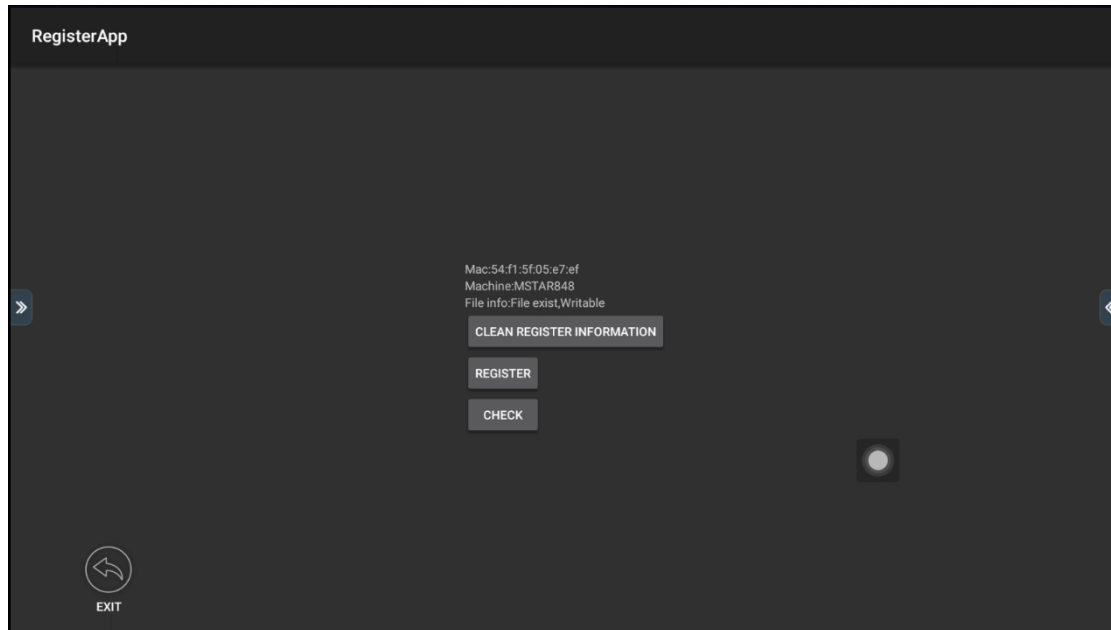 RegisterApp
Mac:54:f1:5f:05:e7:ef
Machine:MSTAR848
File info:File exist,Writable
CLEAN REGISTER INFORMATION
REGISTER
CHECK
EXIT